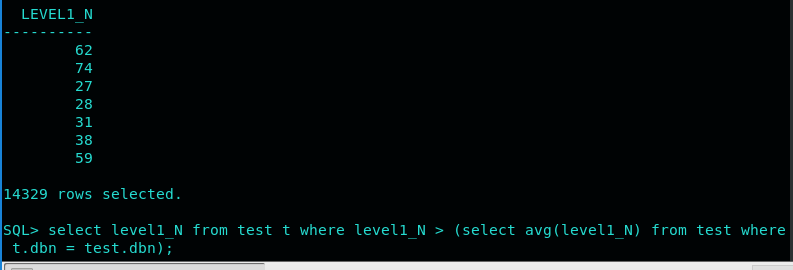 LEVEL1_N
----------
62
74
27
28
31
38
59
14329 rows selected.
SQL> select level1_N from test t where level1_N > (select avg(level1_N) from test where
t.dbn = test.dbn);